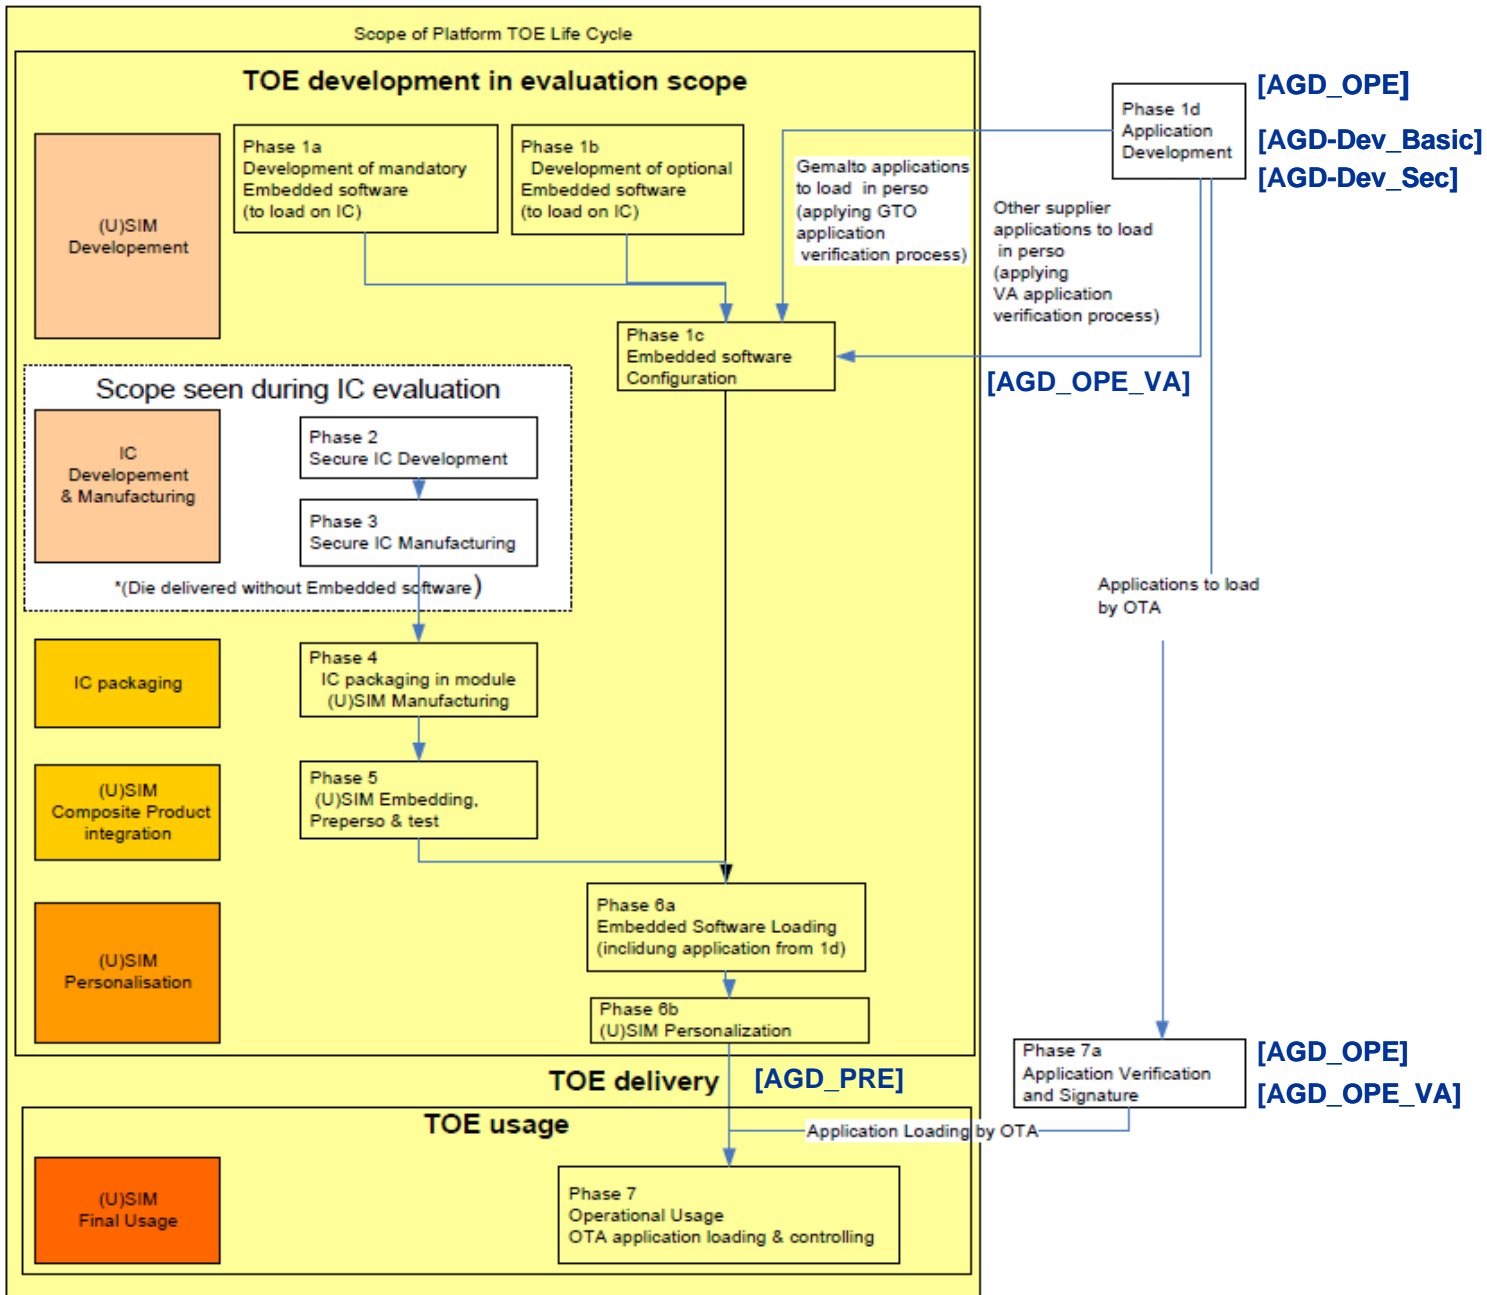 Scope of Platform TOE Life Cycle
TOE development in evaluation scope
(U)SIM
Developement
Phase 1a
Development of mandatory
Embedded software
(to load on IC)
Phase 1b
Development of optional
Embedded software
(to load on IC)
Gemalto applications
to load in perso
(applying GTO
application
verification process)
Phase 1d
Application
Development
[AGD_OPE]
[AGD-Dev_Basic]
[AGD-Dev_Sec]
Other supplier
applications to load
in perso
(applying
VA application
verification process)
Phase 1c
Embedded software
Configuration
[AGD_OPE_VA]
Scope seen during IC evaluation
IC
Developement
& Manufacturing
Phase 2
Secure IC Development
Phase 3
Secure IC Manufacturing
*(Die delivered without Embedded software)
Applications to load
by OTA
IC packaging
Phase 4
IC packaging in module
(U)SIM Manufacturing
(U)SIM
Composite Product
integration
Phase 5
(U)SIM Embedding,
Preperso & test
(U)SIM
Personalisation
Phase 6a
Embedded Software Loading
(inclidung application from 1d)
Phase 6b
(U)SIM Personalization
TOE delivery
[AGD_PRE]
Phase 7a
Application Verification
and Signature
[AGD_OPE]
[AGD_OPE_VA]
TOE usage
Application Loading by OTA
(U)SIM
Final Usage
Phase 7
Operational Usage
OTA application loading & controlling